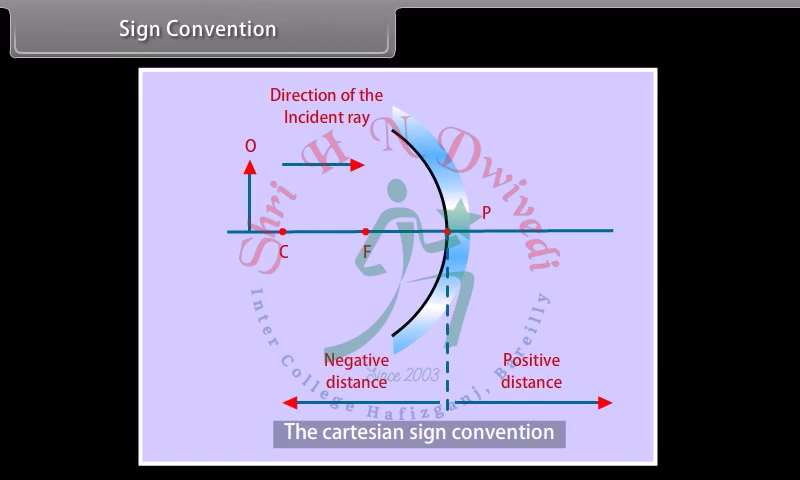 Sign Convention
Direction of the
Incident ray
O
P
C
F
Negative
distance
Positive
distance
The cartesian sign convention
Shri H N Dwivedi
Inter College Hafizganj, Bareilly
Since 2003